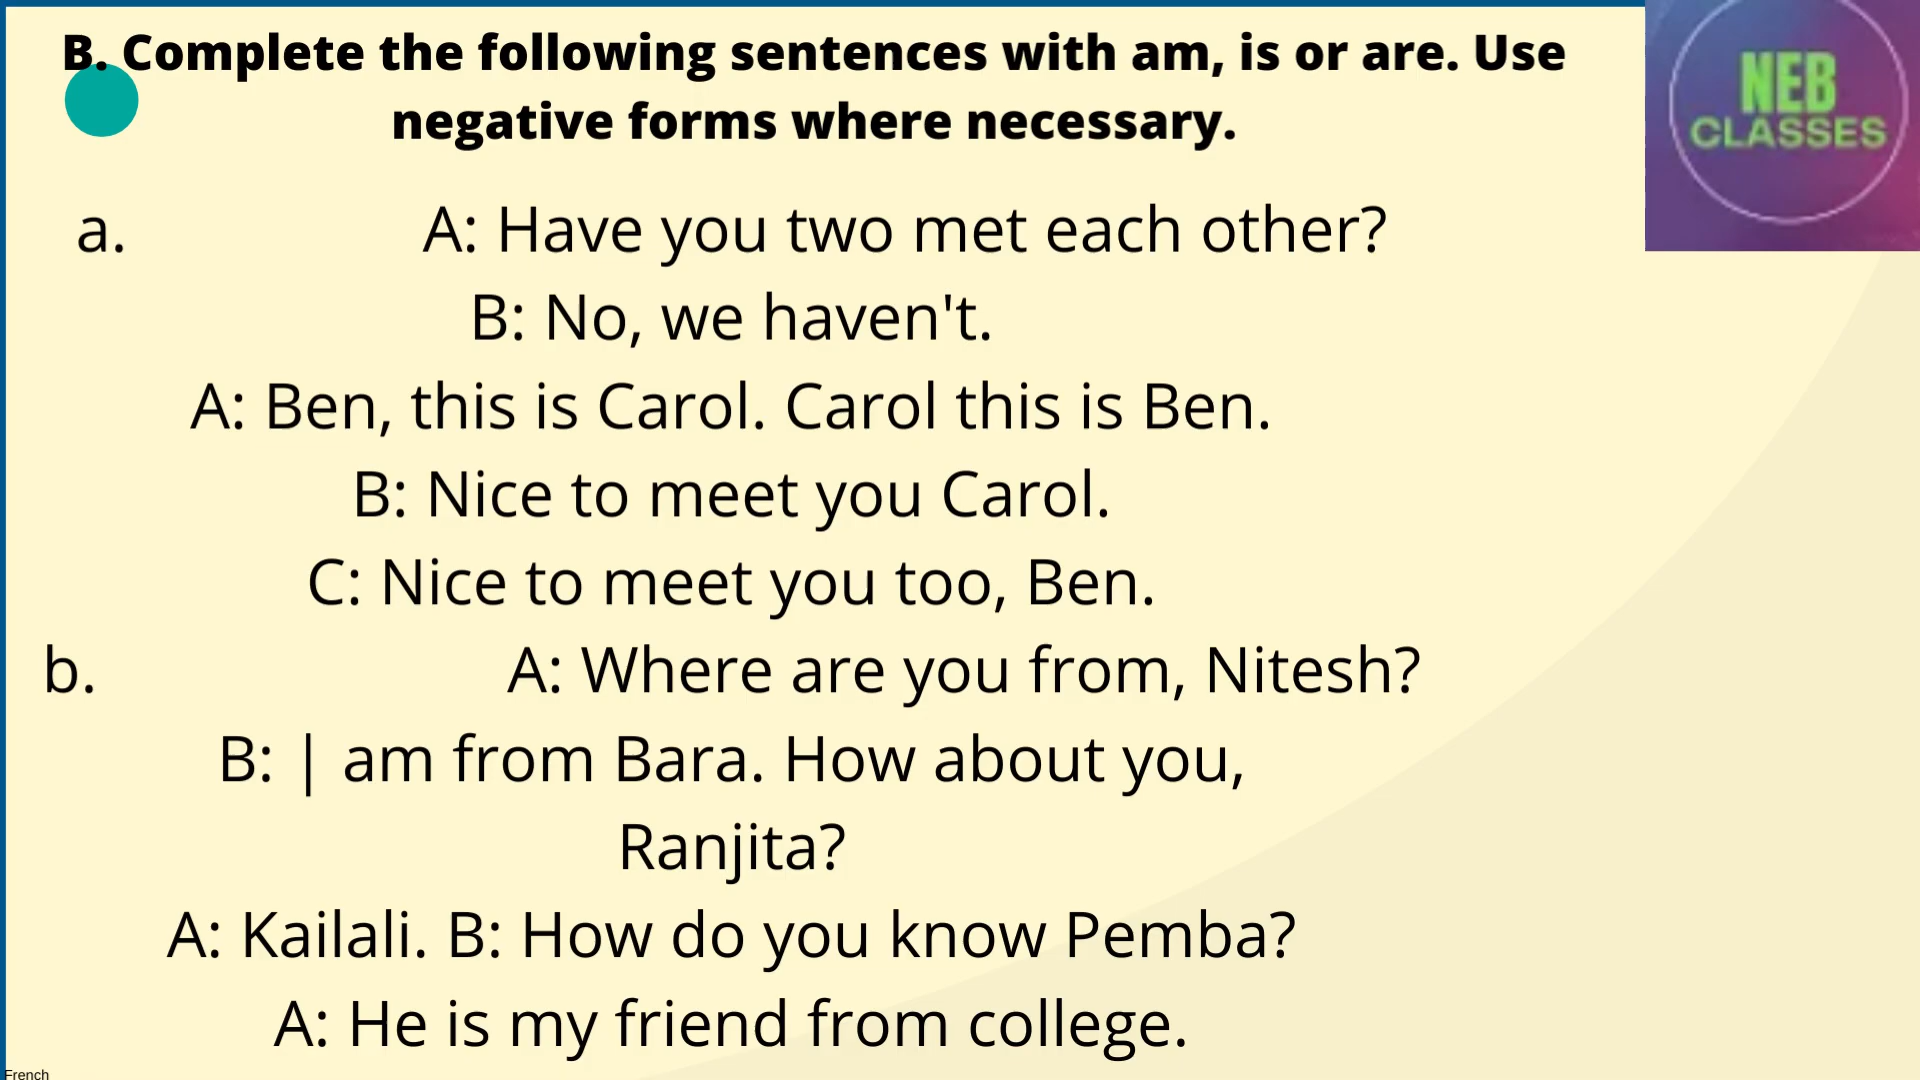 B. Complete the following sentences with am, is or are. Use
negative forms where necessary.
NEB
CLASSES
a. A: Have you two met each other?
B: No, we haven't.
A: Ben, this is Carol. Carol this is Ben.
B: Nice to meet you Carol.
C: Nice to meet you too, Ben.
b. A: Where are you from, Nitesh?
B: | am from Bara. How about you,
Ranjita?
A: Kailali. B: How do you know Pemba?
A: He is my friend from college.
French